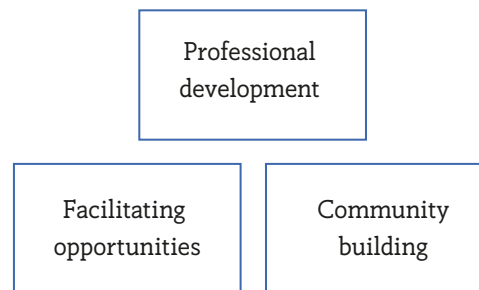 Professional
development
Facilitating
opportunities
Community
building